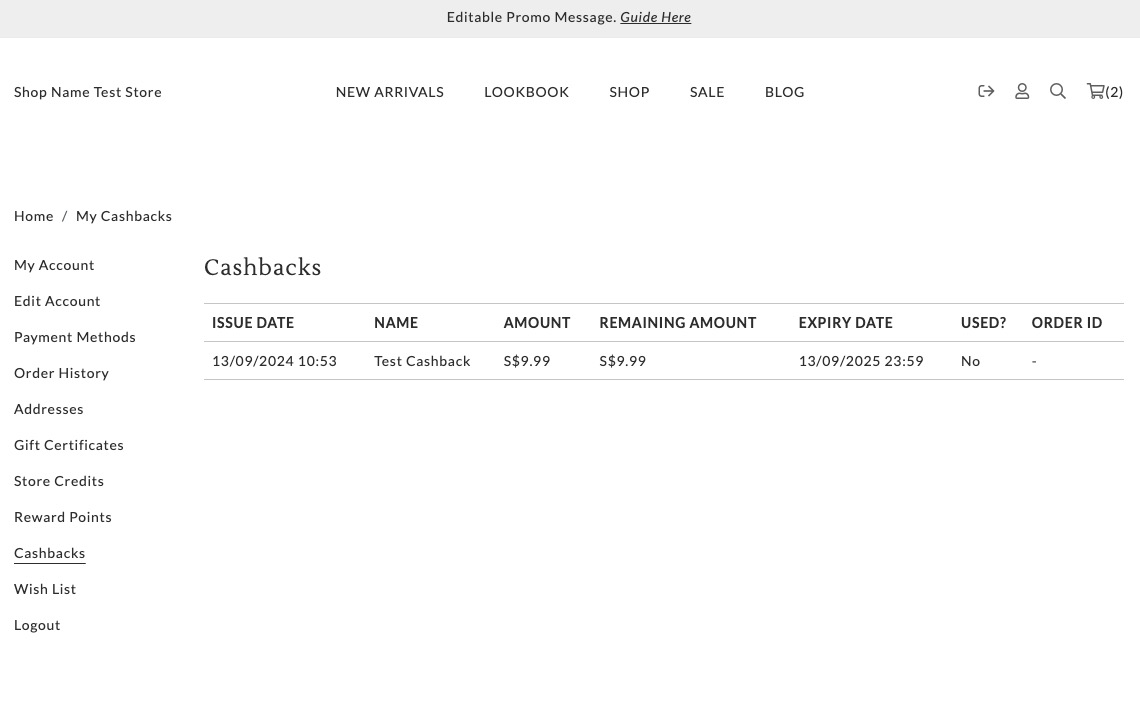 Editable Promo Message. Guide Here
Shop Name Test Store NEW ARRIVALS LOOKBOOK SHOP SALE BLOG (2)
Home / My Cashbacks
My Account
Edit Account
Payment Methods
Order History
Addresses
Gift Certificates
Store Credits
Reward Points
Cashbacks
Wish List
Logout
Cashbacks
ISSUE DATE NAME AMOUNT REMAINING AMOUNT EXPIRY DATE USED? ORDER ID
13/09/2024 10:53 Test Cashback S$9.99 S$9.99 13/09/2025 23:59 No -